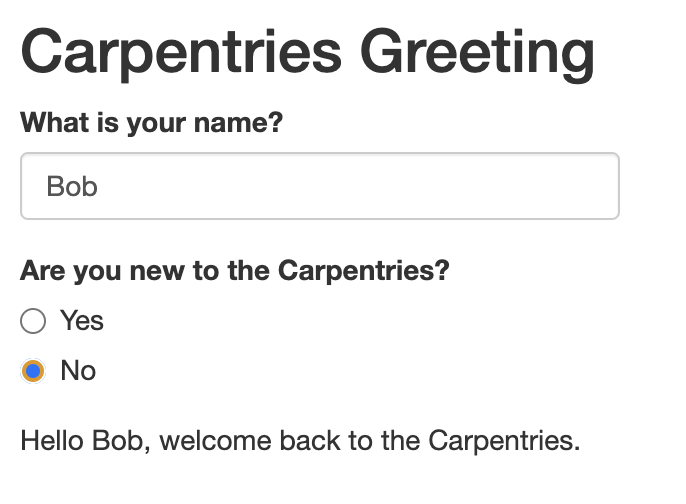 Carpentries Greeting
What is your name?
Bob
Are you new to the Carpentries?
Yes
No
Hello Bob, welcome back to the Carpentries.